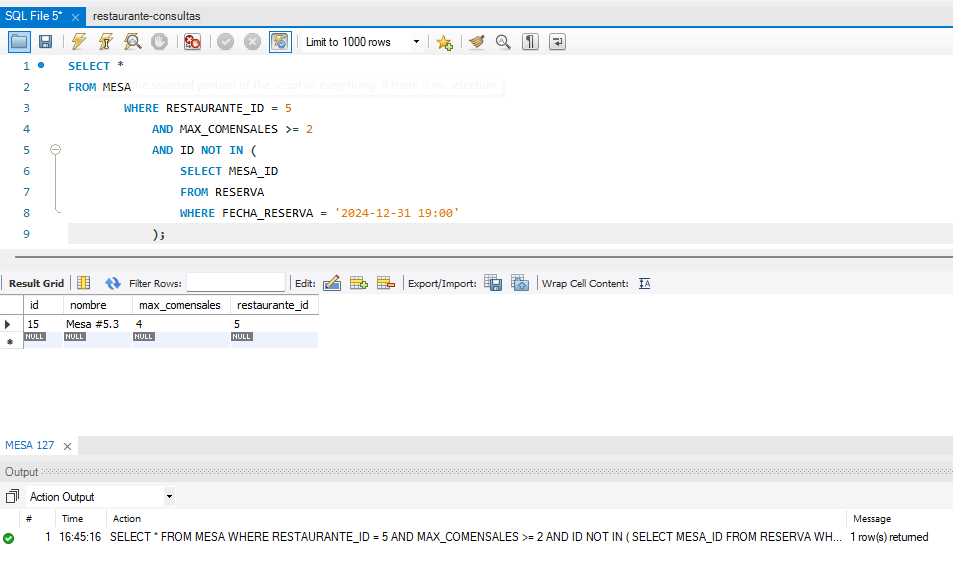 SQL File 5* restaurante-consultas
Limit to 1000 rows
1 SELECT *
2 FROM MESA
the selected portion of the script or everything, if there is no selection
3 WHERE RESTAURANTE_ID = 5
4 AND MAX_COMENSALES >= 2
5 AND ID NOT IN (
6 SELECT MESA_ID
7 FROM RESERVA
8 WHERE FECHA_RESERVA = '2024-12-31 19:00'
9 );
Result Grid Filter Rows: Edit: Export/Import: Wrap Cell Content: IA
id nombre max_comensales restaurante_id
15 Mesa #5.3 4 5
NULL NULL NULL NULL
MESA 127
Output
Action Output
# Time Action Message
1 16:45:16 SELECT * FROM MESA WHERE RESTAURANTE_ID = 5 AND MAX_COMENSALES >= 2 AND ID NOT IN ( SELECT MESA_ID FROM RESERVA WH... 1 row(s) returned